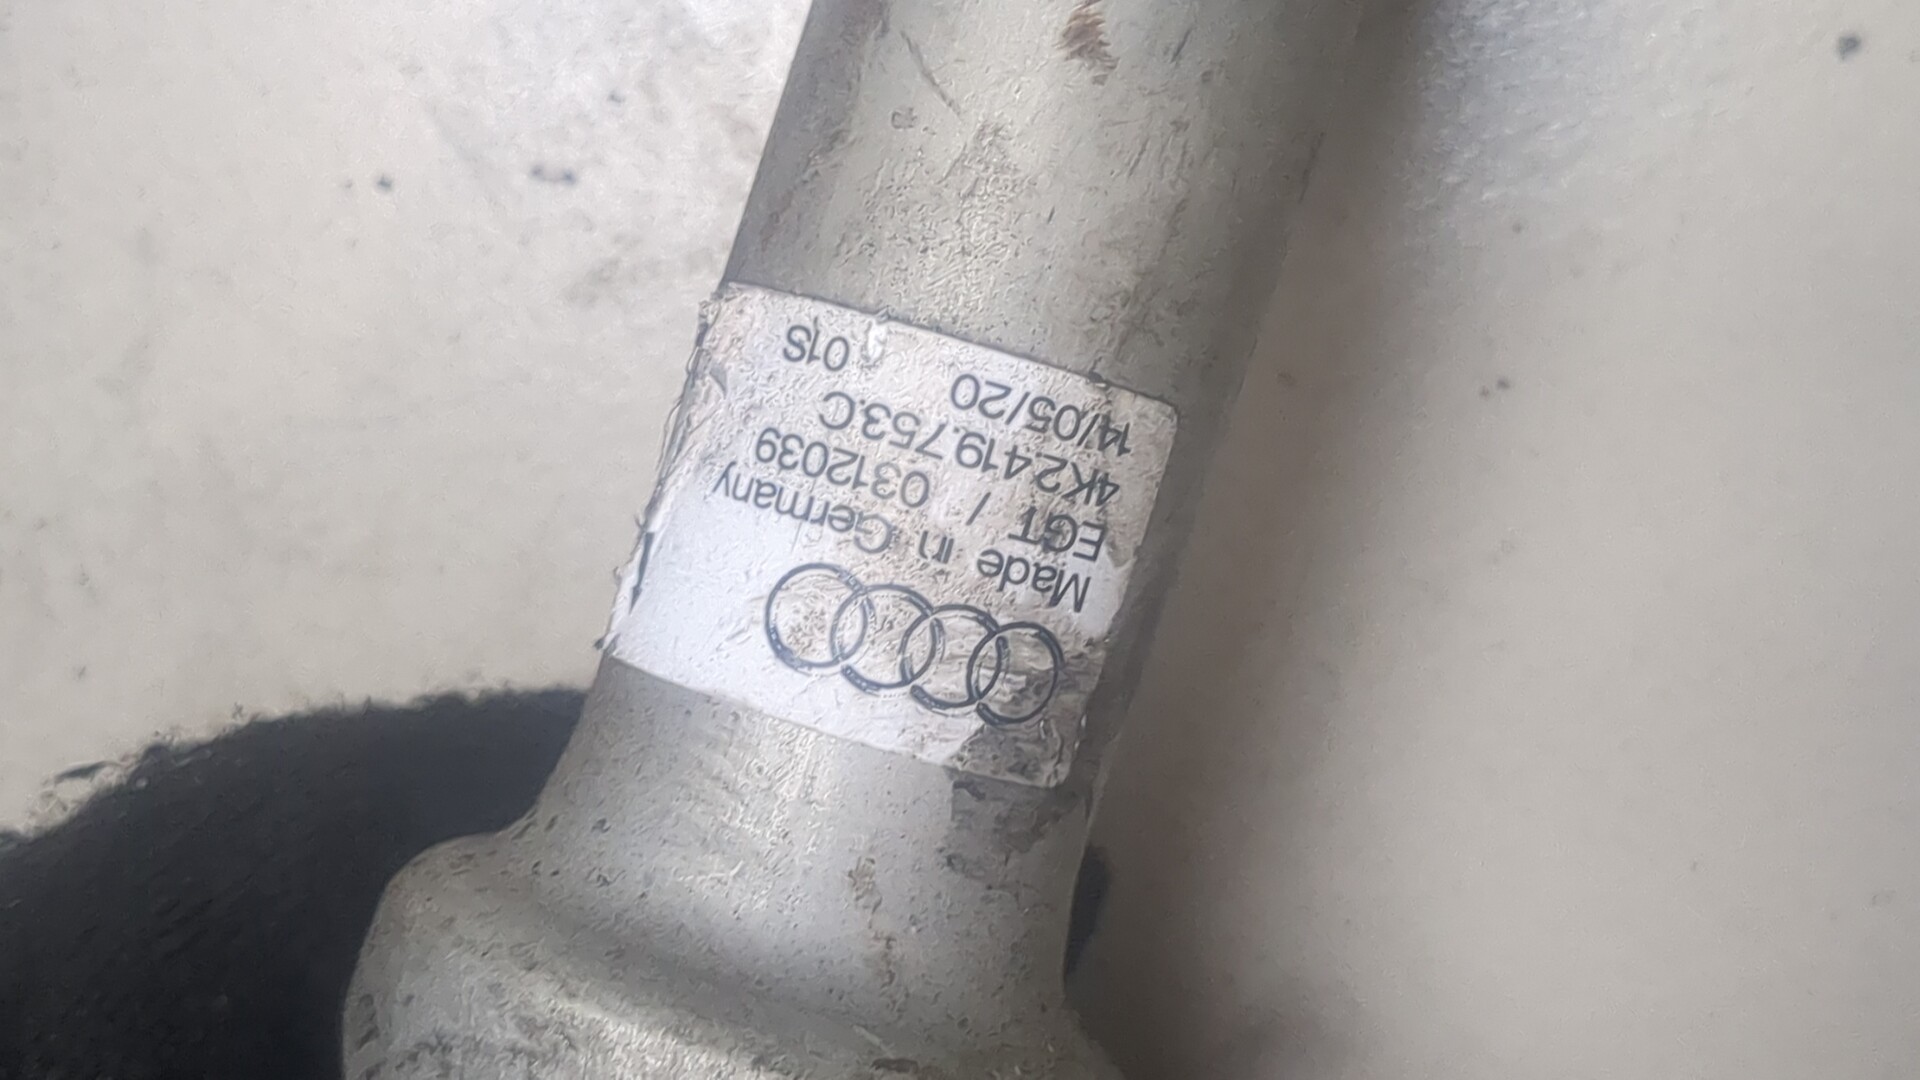 Made in Germany
EGT / 0312039
4K2.419.753.C
14/05/20 01S